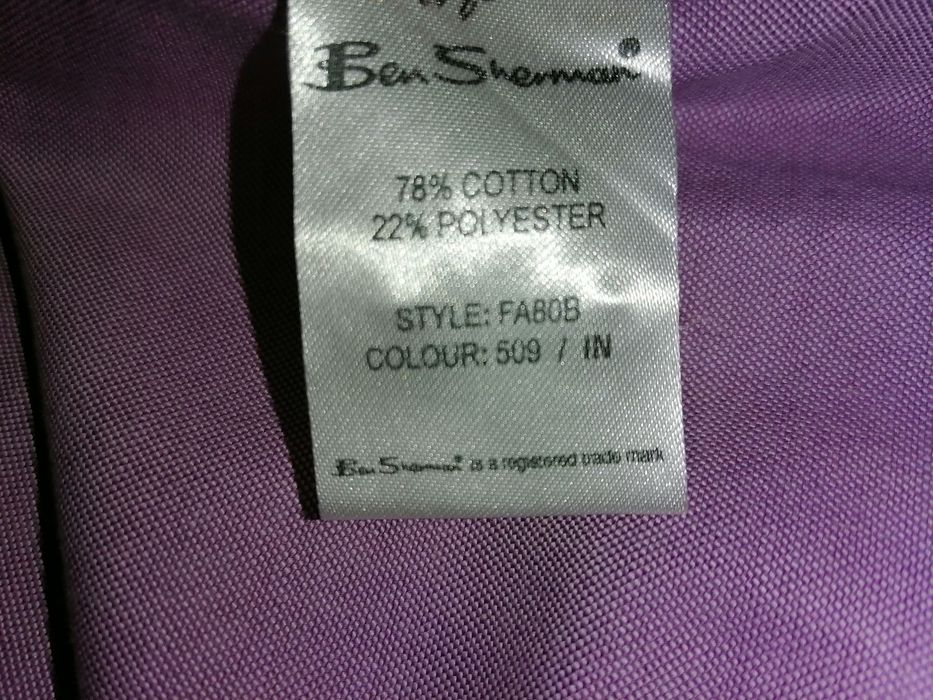 Ben Sherman®
78% COTTON
22% POLYESTER
STYLE: FA80B
COLOUR: 509 / IN
Ben Sherman® is a registered trade mark